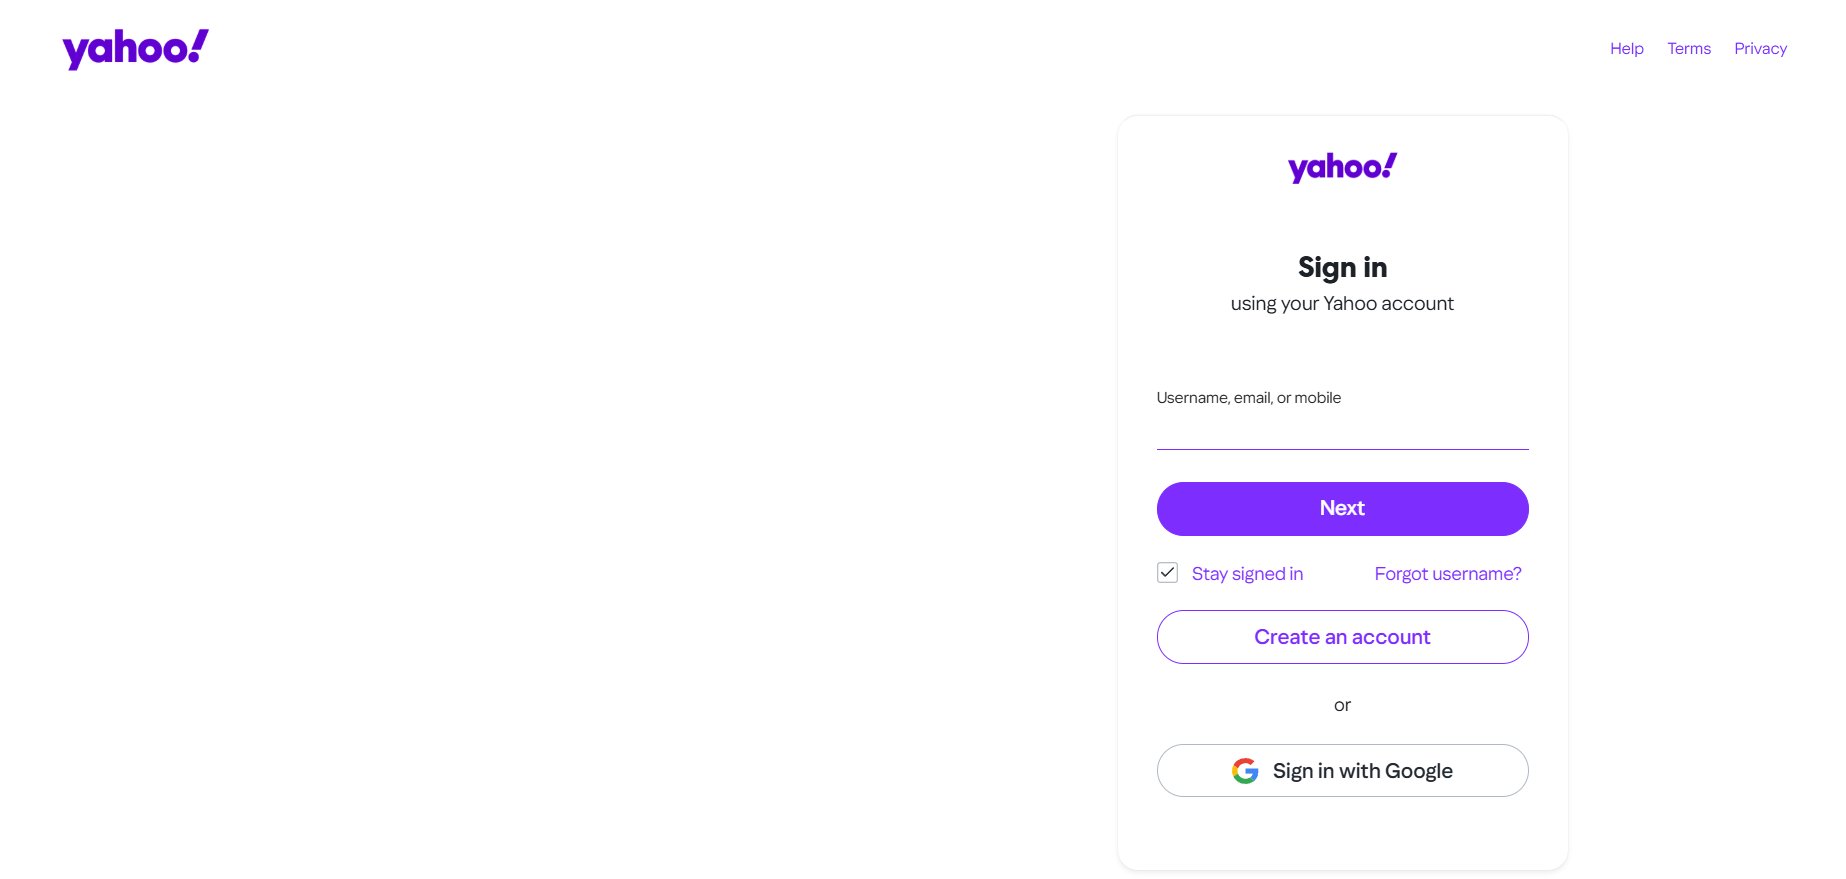 yahoo!
Help Terms Privacy
yahoo!
Sign in
using your Yahoo account
Username, email, or mobile
Next
Stay signed in Forgot username?
Create an account
or
Sign in with Google